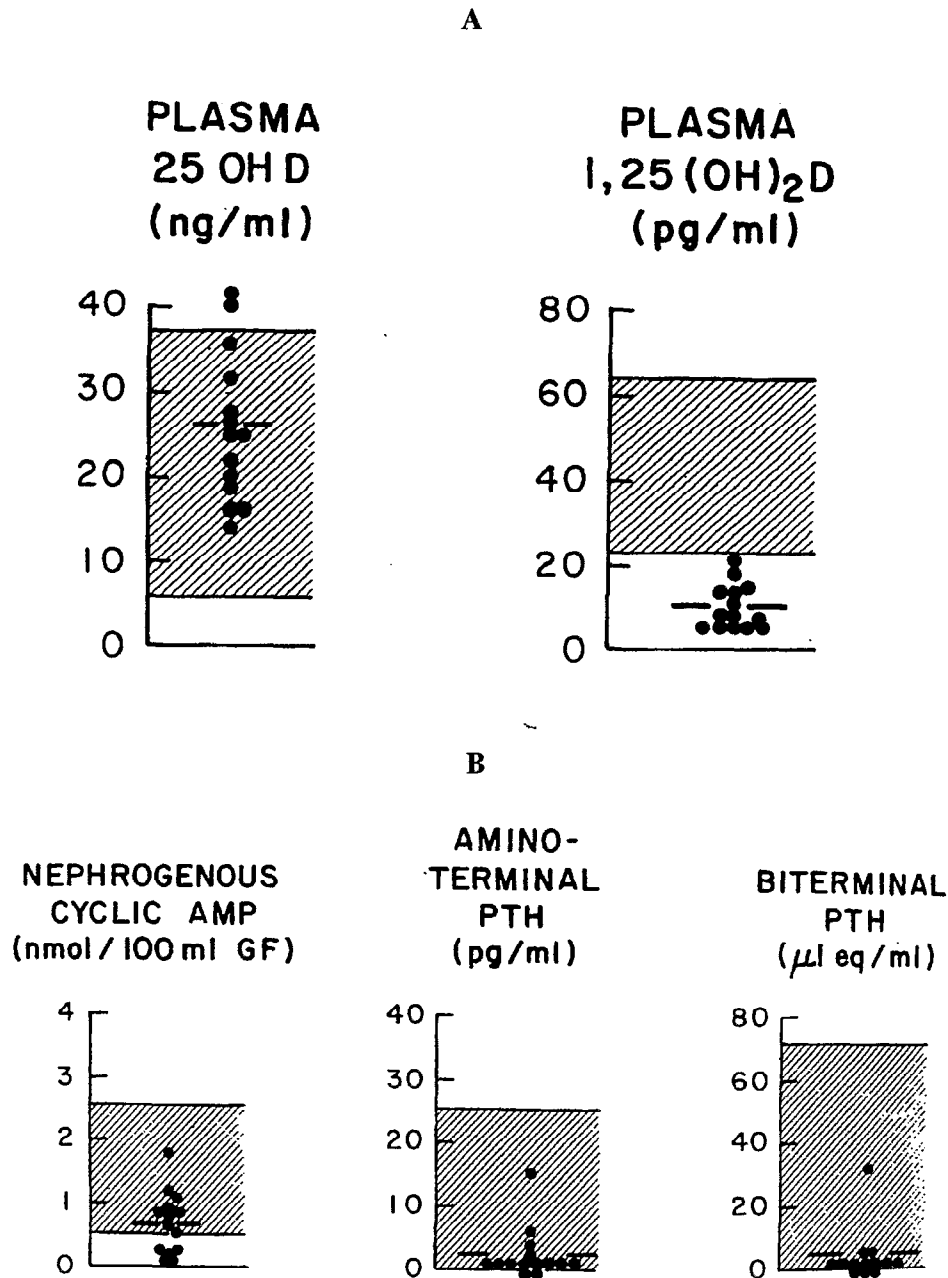 A
PLASMA
25 OH D
(ng/ml)
40
30
20
10
0
PLASMA
1,25 (OH)₂D
(pg/ml)
80
60
40
20
0
B
NEPHROGENOUS
CYCLIC AMP
(nmol/100 ml GF)
4
3
2
1
0
AMINO-
TERMINAL
PTH
(pg/ml)
40
30
20
10
0
BITERMINAL
PTH
(μl eq/ml)
80
60
40
20
0